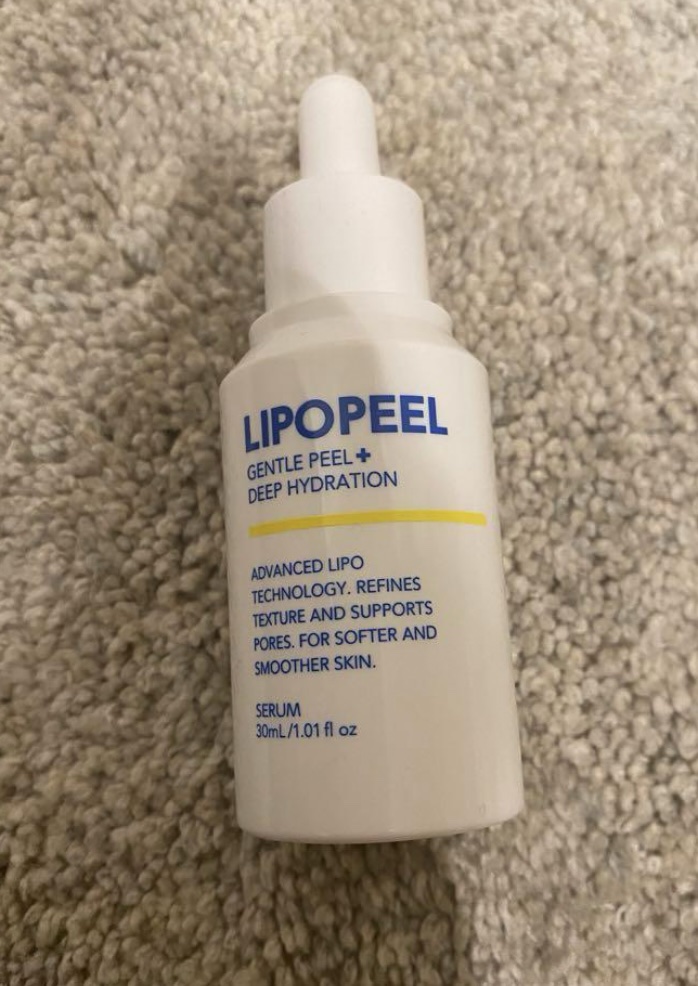 LIPOPEEL
GENTLE PEEL+
DEEP HYDRATION
ADVANCED LIPO
TECHNOLOGY. REFINES
TEXTURE AND SUPPORTS
PORES. FOR SOFTER AND
SMOOTHER SKIN.
SERUM
30mL/1.01 fl oz